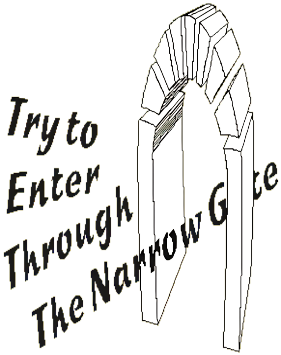 Try to
Enter
Through
The Narrow Gate